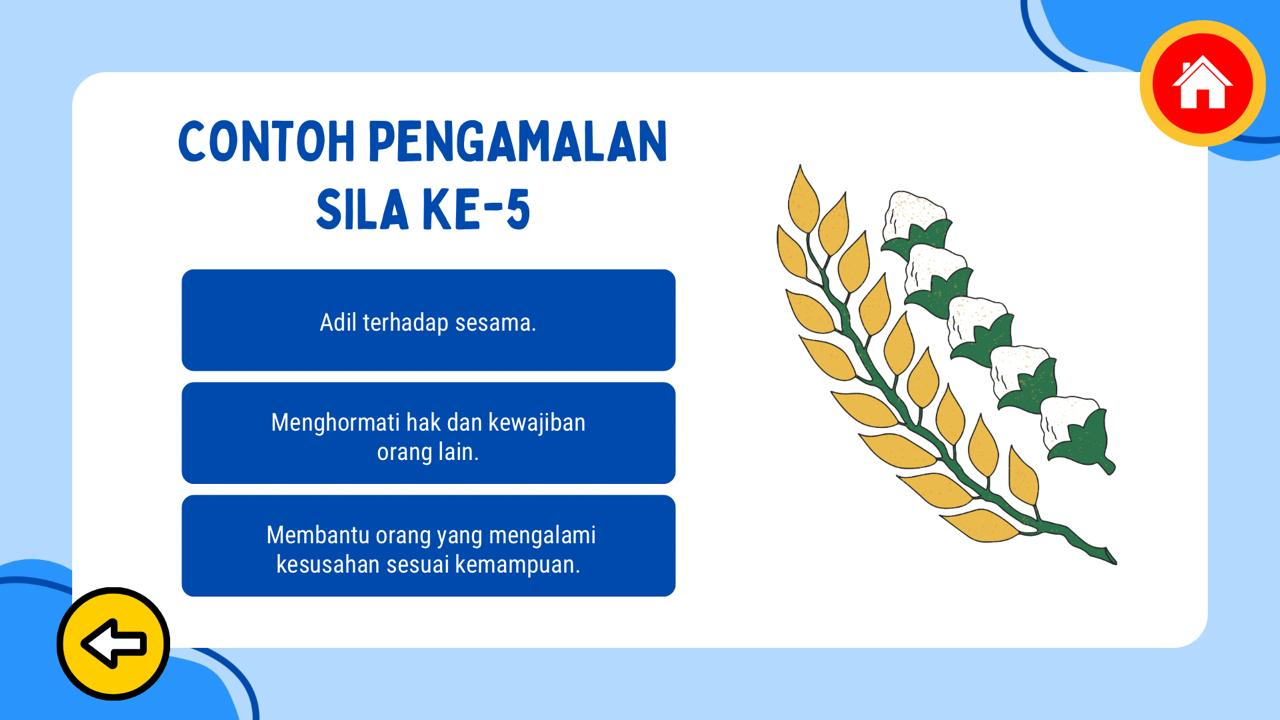 CONTOH PENGAMALAN
SILA KE-5
Adil terhadap sesama.
Menghormati hak dan kewajiban
orang lain.
Membantu orang yang mengalami
kesusahan sesuai kemampuan.